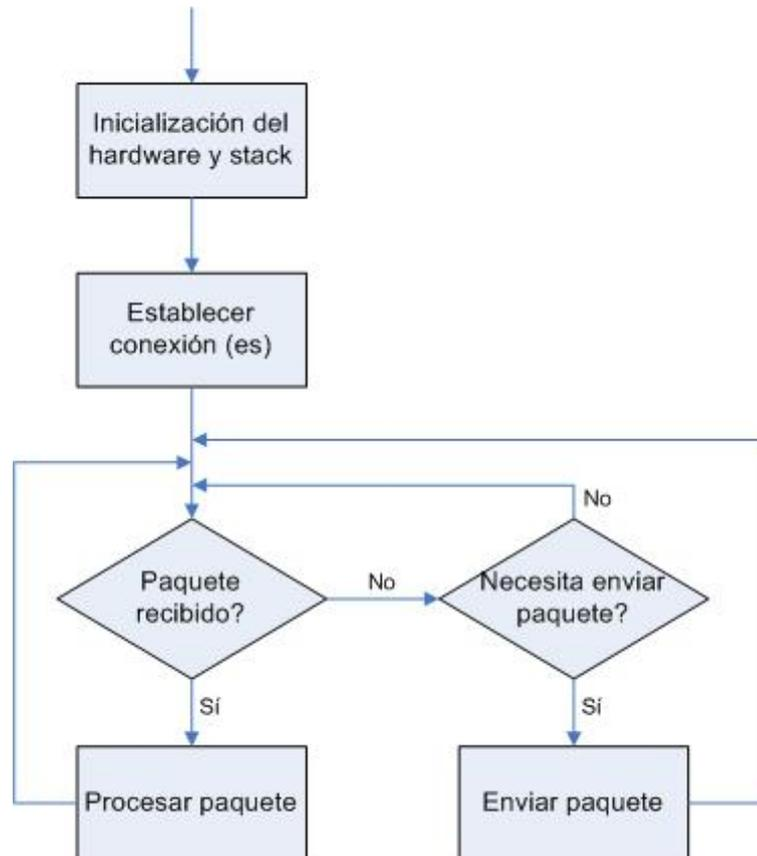 Inicialización del
hardware y stack
Establecer
conexión (es)
No
Paquete
recibido?
No
Necesita enviar
paquete?
Sí
Sí
Procesar paquete
Enviar paquete